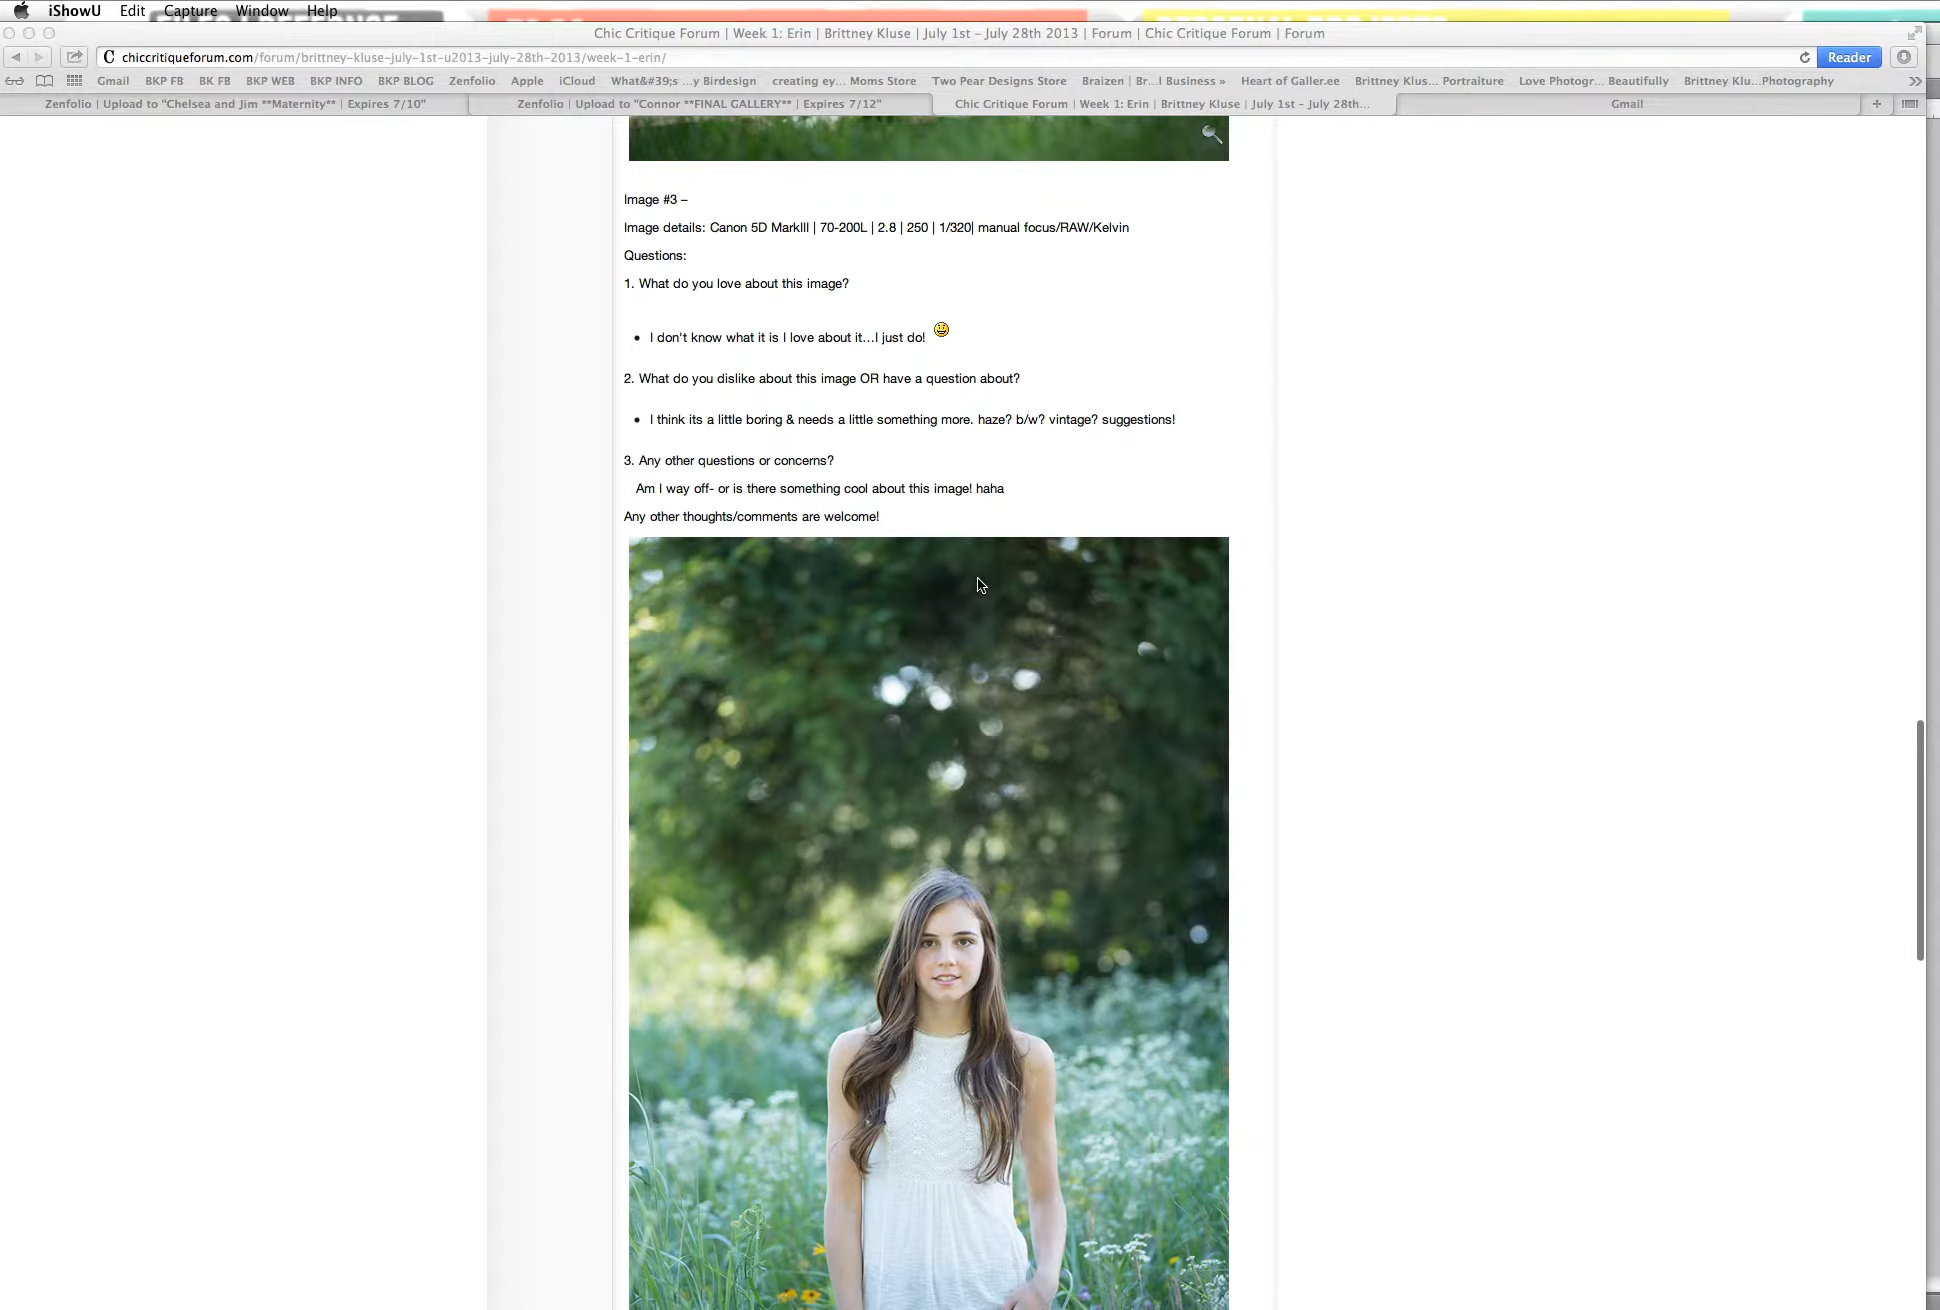 iShowU Edit Capture Window Help
Chic Critique Forum | Week 1: Erin | Brittney Kluse | July 1st – July 28th 2013 | Forum | Chic Critique Forum | Forum
chiccritiqueforum.com/forum/brittney-kluse-july-1st-u2013-july-28th-2013/week-1-erin/
Reader
Gmail BKP FB BK FB BKP WEB BKP INFO BKP BLOG Zenfolio Apple iCloud What&#39;s ...y Birdesign creating ey... Moms Store Two Pear Designs Store Braizen | Br...l Business » Heart of Galler.ee Brittney Klus... Portraiture Love Photogr... Beautifully Brittney Klu...Photography
Zenfolio | Upload to "Chelsea and Jim **Maternity** | Expires 7/10" Zenfolio | Upload to "Connor **FINAL GALLERY** | Expires 7/12" Chic Critique Forum | Week 1: Erin | Brittney Kluse | July 1st – July 28th... Gmail
Image #3 –
Image details: Canon 5D MarkIII | 70-200L | 2.8 | 250 | 1/320| manual focus/RAW/Kelvin
Questions:
1. What do you love about this image?
• I don't know what it is I love about it…I just do!
2. What do you dislike about this image OR have a question about?
• I think its a little boring & needs a little something more. haze? b/w? vintage? suggestions!
3. Any other questions or concerns?
Am I way off- or is there something cool about this image! haha
Any other thoughts/comments are welcome!